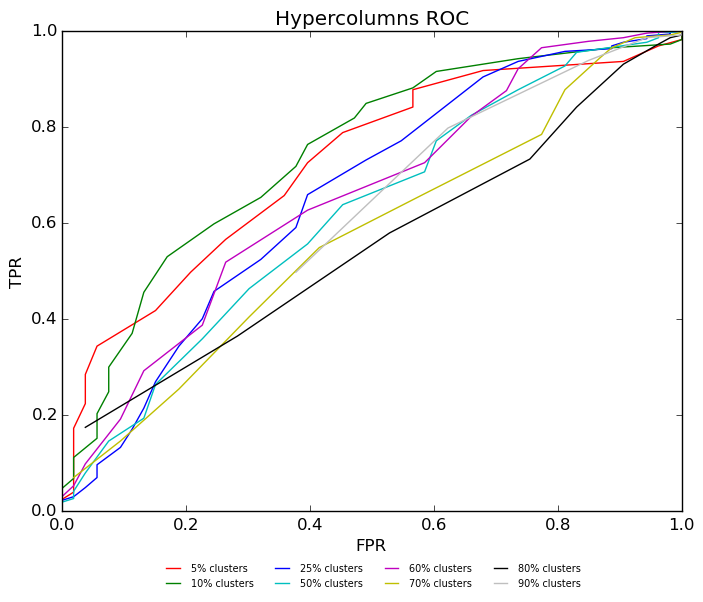 Hypercolumns ROC
1.0
0.8
0.6
0.4
0.2
0.0
TPR
0.0 0.2 0.4 0.6 0.8 1.0
FPR
5% clusters 25% clusters 60% clusters 80% clusters
10% clusters 50% clusters 70% clusters 90% clusters